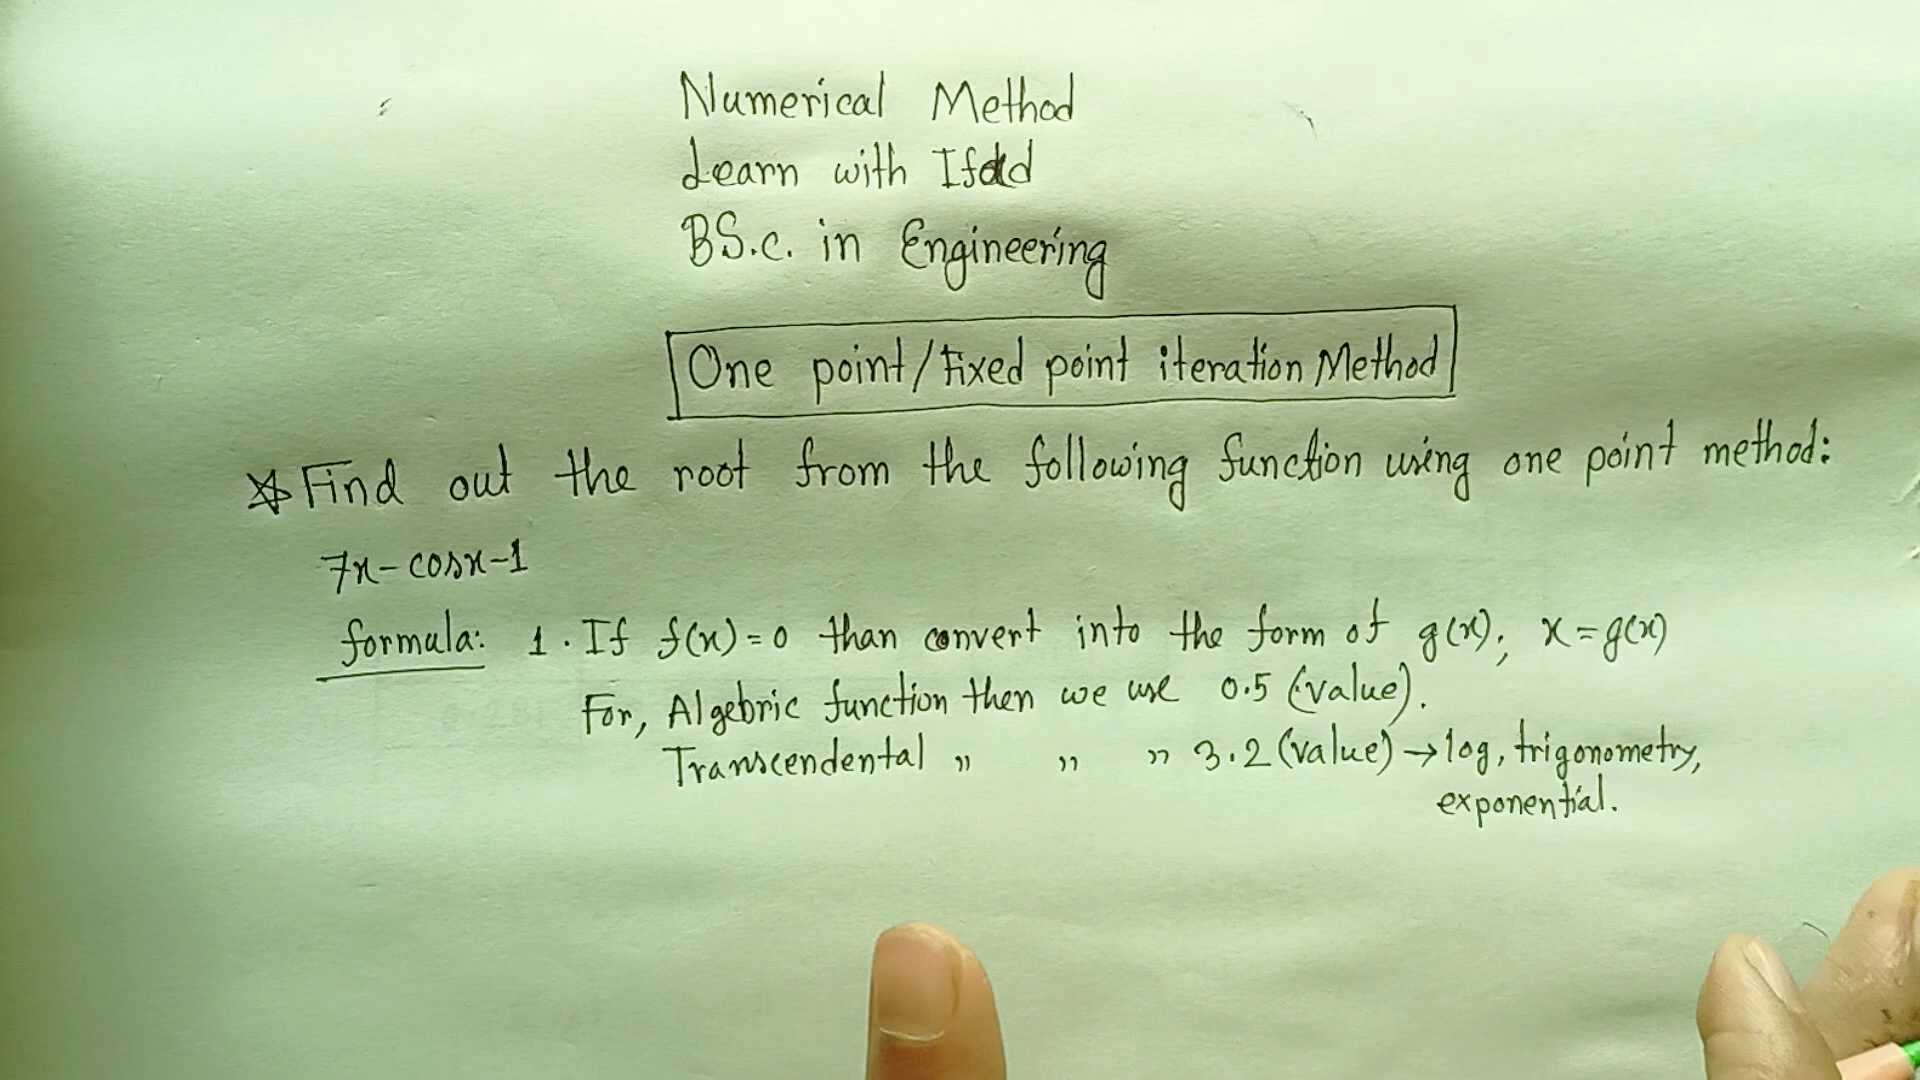 Numerical Method
Learn with Ifad
BS.c. in Engineering
One point/Fixed point iteration Method
* Find out the root from the following function using one point method:
7x-cosx-1
formula: 1. If f(x)=0 than convert into the form of g(x); x=g(x)
For, Algebric function then we use 0.5 (value).
Transcendental " " " 3.2 (value) → log, trigonometry,
exponential.